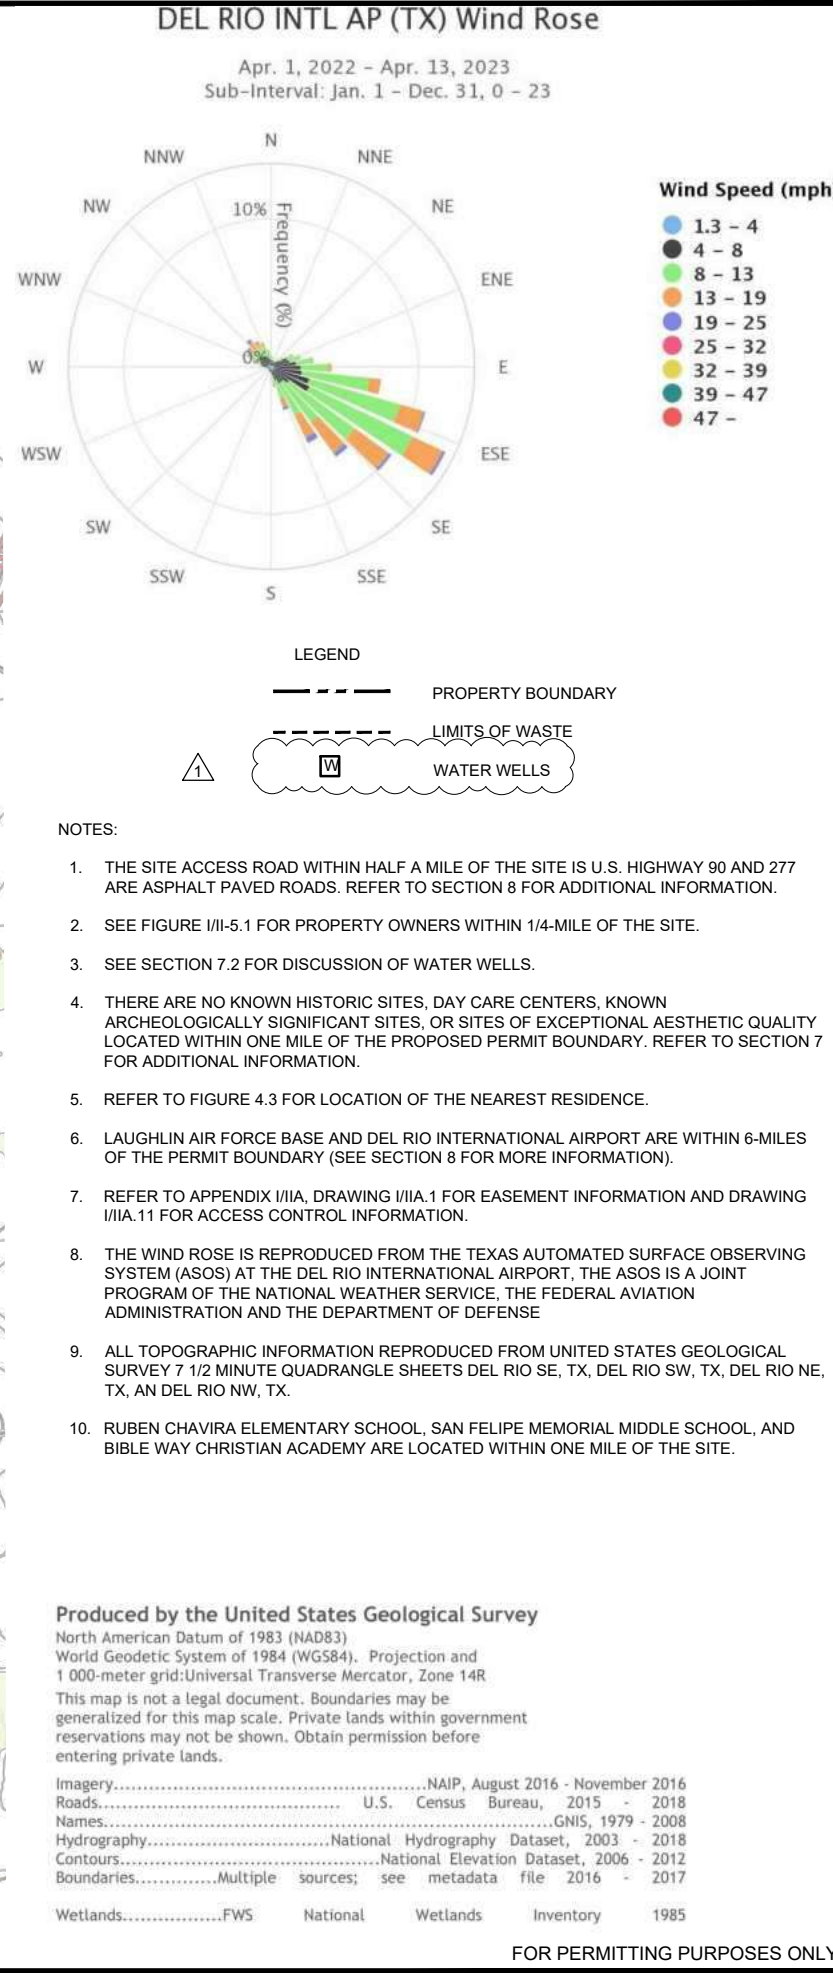 DEL RIO INTL AP (TX) Wind Rose
Apr. 1, 2022 – Apr. 13, 2023
Sub-Interval: Jan. 1 – Dec. 31, 0 – 23
N
NNW
NNE
NW
NE
10%
Frequency (%)
WNW
ENE
0%
W
E
WSW
ESE
SW
SE
SSW
SSE
S
Wind Speed (mph
1.3 – 4
4 – 8
8 – 13
13 – 19
19 – 25
25 – 32
32 – 39
39 – 47
47 –
LEGEND
PROPERTY BOUNDARY
LIMITS OF WASTE
1
W
WATER WELLS
NOTES:
1. THE SITE ACCESS ROAD WITHIN HALF A MILE OF THE SITE IS U.S. HIGHWAY 90 AND 277
ARE ASPHALT PAVED ROADS. REFER TO SECTION 8 FOR ADDITIONAL INFORMATION.
2. SEE FIGURE I/II-5.1 FOR PROPERTY OWNERS WITHIN 1/4-MILE OF THE SITE.
3. SEE SECTION 7.2 FOR DISCUSSION OF WATER WELLS.
4. THERE ARE NO KNOWN HISTORIC SITES, DAY CARE CENTERS, KNOWN
ARCHEOLOGICALLY SIGNIFICANT SITES, OR SITES OF EXCEPTIONAL AESTHETIC QUALITY
LOCATED WITHIN ONE MILE OF THE PROPOSED PERMIT BOUNDARY. REFER TO SECTION 7
FOR ADDITIONAL INFORMATION.
5. REFER TO FIGURE 4.3 FOR LOCATION OF THE NEAREST RESIDENCE.
6. LAUGHLIN AIR FORCE BASE AND DEL RIO INTERNATIONAL AIRPORT ARE WITHIN 6-MILES
OF THE PERMIT BOUNDARY (SEE SECTION 8 FOR MORE INFORMATION).
7. REFER TO APPENDIX I/IIA, DRAWING I/IIA.1 FOR EASEMENT INFORMATION AND DRAWING
I/IIA.11 FOR ACCESS CONTROL INFORMATION.
8. THE WIND ROSE IS REPRODUCED FROM THE TEXAS AUTOMATED SURFACE OBSERVING
SYSTEM (ASOS) AT THE DEL RIO INTERNATIONAL AIRPORT, THE ASOS IS A JOINT
PROGRAM OF THE NATIONAL WEATHER SERVICE, THE FEDERAL AVIATION
ADMINISTRATION AND THE DEPARTMENT OF DEFENSE
9. ALL TOPOGRAPHIC INFORMATION REPRODUCED FROM UNITED STATES GEOLOGICAL
SURVEY 7 1/2 MINUTE QUADRANGLE SHEETS DEL RIO SE, TX, DEL RIO SW, TX, DEL RIO NE,
TX, AN DEL RIO NW, TX.
10. RUBEN CHAVIRA ELEMENTARY SCHOOL, SAN FELIPE MEMORIAL MIDDLE SCHOOL, AND
BIBLE WAY CHRISTIAN ACADEMY ARE LOCATED WITHIN ONE MILE OF THE SITE.
Produced by the United States Geological Survey
North American Datum of 1983 (NAD83)
World Geodetic System of 1984 (WGS84). Projection and
1 000-meter grid:Universal Transverse Mercator, Zone 14R
This map is not a legal document. Boundaries may be
generalized for this map scale. Private lands within government
reservations may not be shown. Obtain permission before
entering private lands.
Imagery.....................................................NAIP, August 2016 - November 2016
Roads......................................... U.S. Census Bureau, 2015 - 2018
Names............................................................................GNIS, 1979 - 2008
Hydrography...............................National Hydrography Dataset, 2003 - 2018
Contours............................................National Elevation Dataset, 2006 - 2012
Boundaries..............Multiple sources; see metadata file 2016 - 2017
Wetlands.................FWS National Wetlands Inventory 1985
FOR PERMITTING PURPOSES ONLY